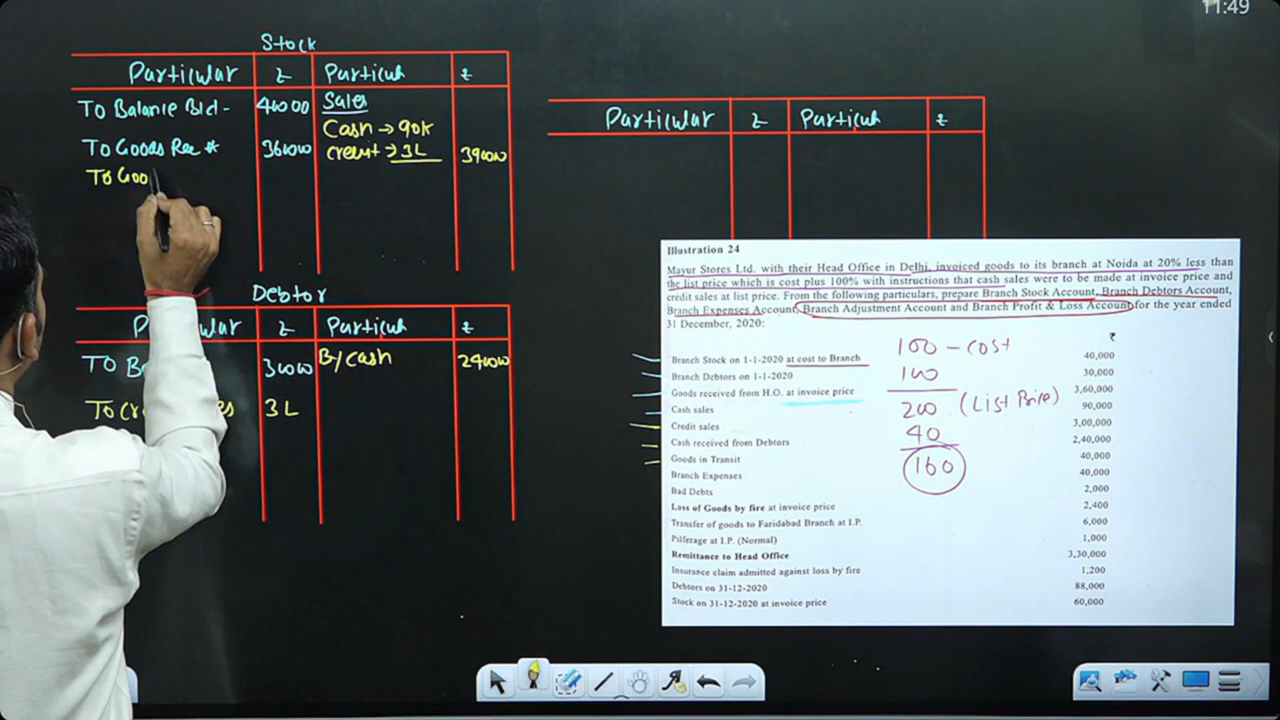 11:49
Stock
Particular ₹ Particular ₹
To Balance B/d - 40000 Sales
Cash → 90K
To Goods Rec * 360000 credit → 3L 390000
To Goo
Debtor
₹ Particular ₹
30000 By cash 240000
3L
Particular ₹ Particular ₹
Illustration 24
Mayur Stores Ltd. with their Head Office in Delhi, invoiced goods to its branch at Noida at 20% less than
the list price which is cost plus 100% with instructions that cash sales were to be made at invoice price and
credit sales at list price. From the following particulars, prepare Branch Stock Account, Branch Debtors Account,
Branch Expenses Account, Branch Adjustment Account and Branch Profit & Loss Account for the year ended
31 December, 2020:
₹
Branch Stock on 1-1-2020 at cost to Branch 40,000
Branch Debtors on 1-1-2020 30,000
Goods received from H.O. at invoice price 3,60,000
Cash sales 90,000
Credit sales 3,00,000
Cash received from Debtors 2,40,000
Goods in Transit 40,000
Branch Expenses 40,000
Bad Debts 2,000
Loss of Goods by fire at invoice price 2,400
Transfer of goods to Faridabad Branch at I.P. 6,000
Pilferage at I.P. (Normal) 1,000
Remittance to Head Office 3,30,000
Insurance claim admitted against loss by fire 1,200
Debtors on 31-12-2020 88,000
Stock on 31-12-2020 at invoice price 60,000
100 - cost
100
200 (List Price)
40
160